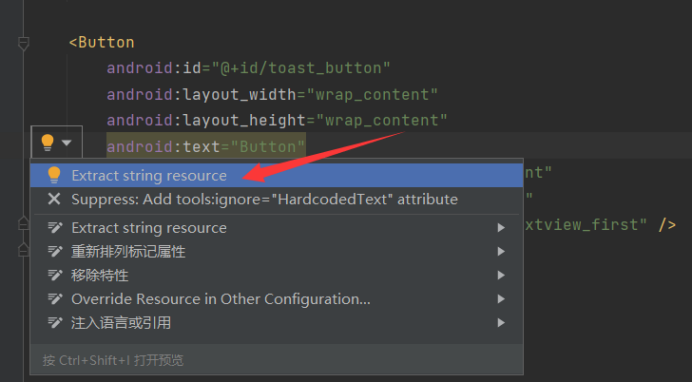 <Button
android:id="@+id/toast_button"
android:layout_width="wrap_content"
android:layout_height="wrap_content"
android:text="Button"
Extract string resource
nt"
Suppress: Add tools:ignore="HardcodedText" attribute
"
Extract string resource
xtview_first" />
重新排列标记属性
移除特性
Override Resource in Other Configuration...
注入语言或引用
按 Ctrl+Shift+I 打开预览